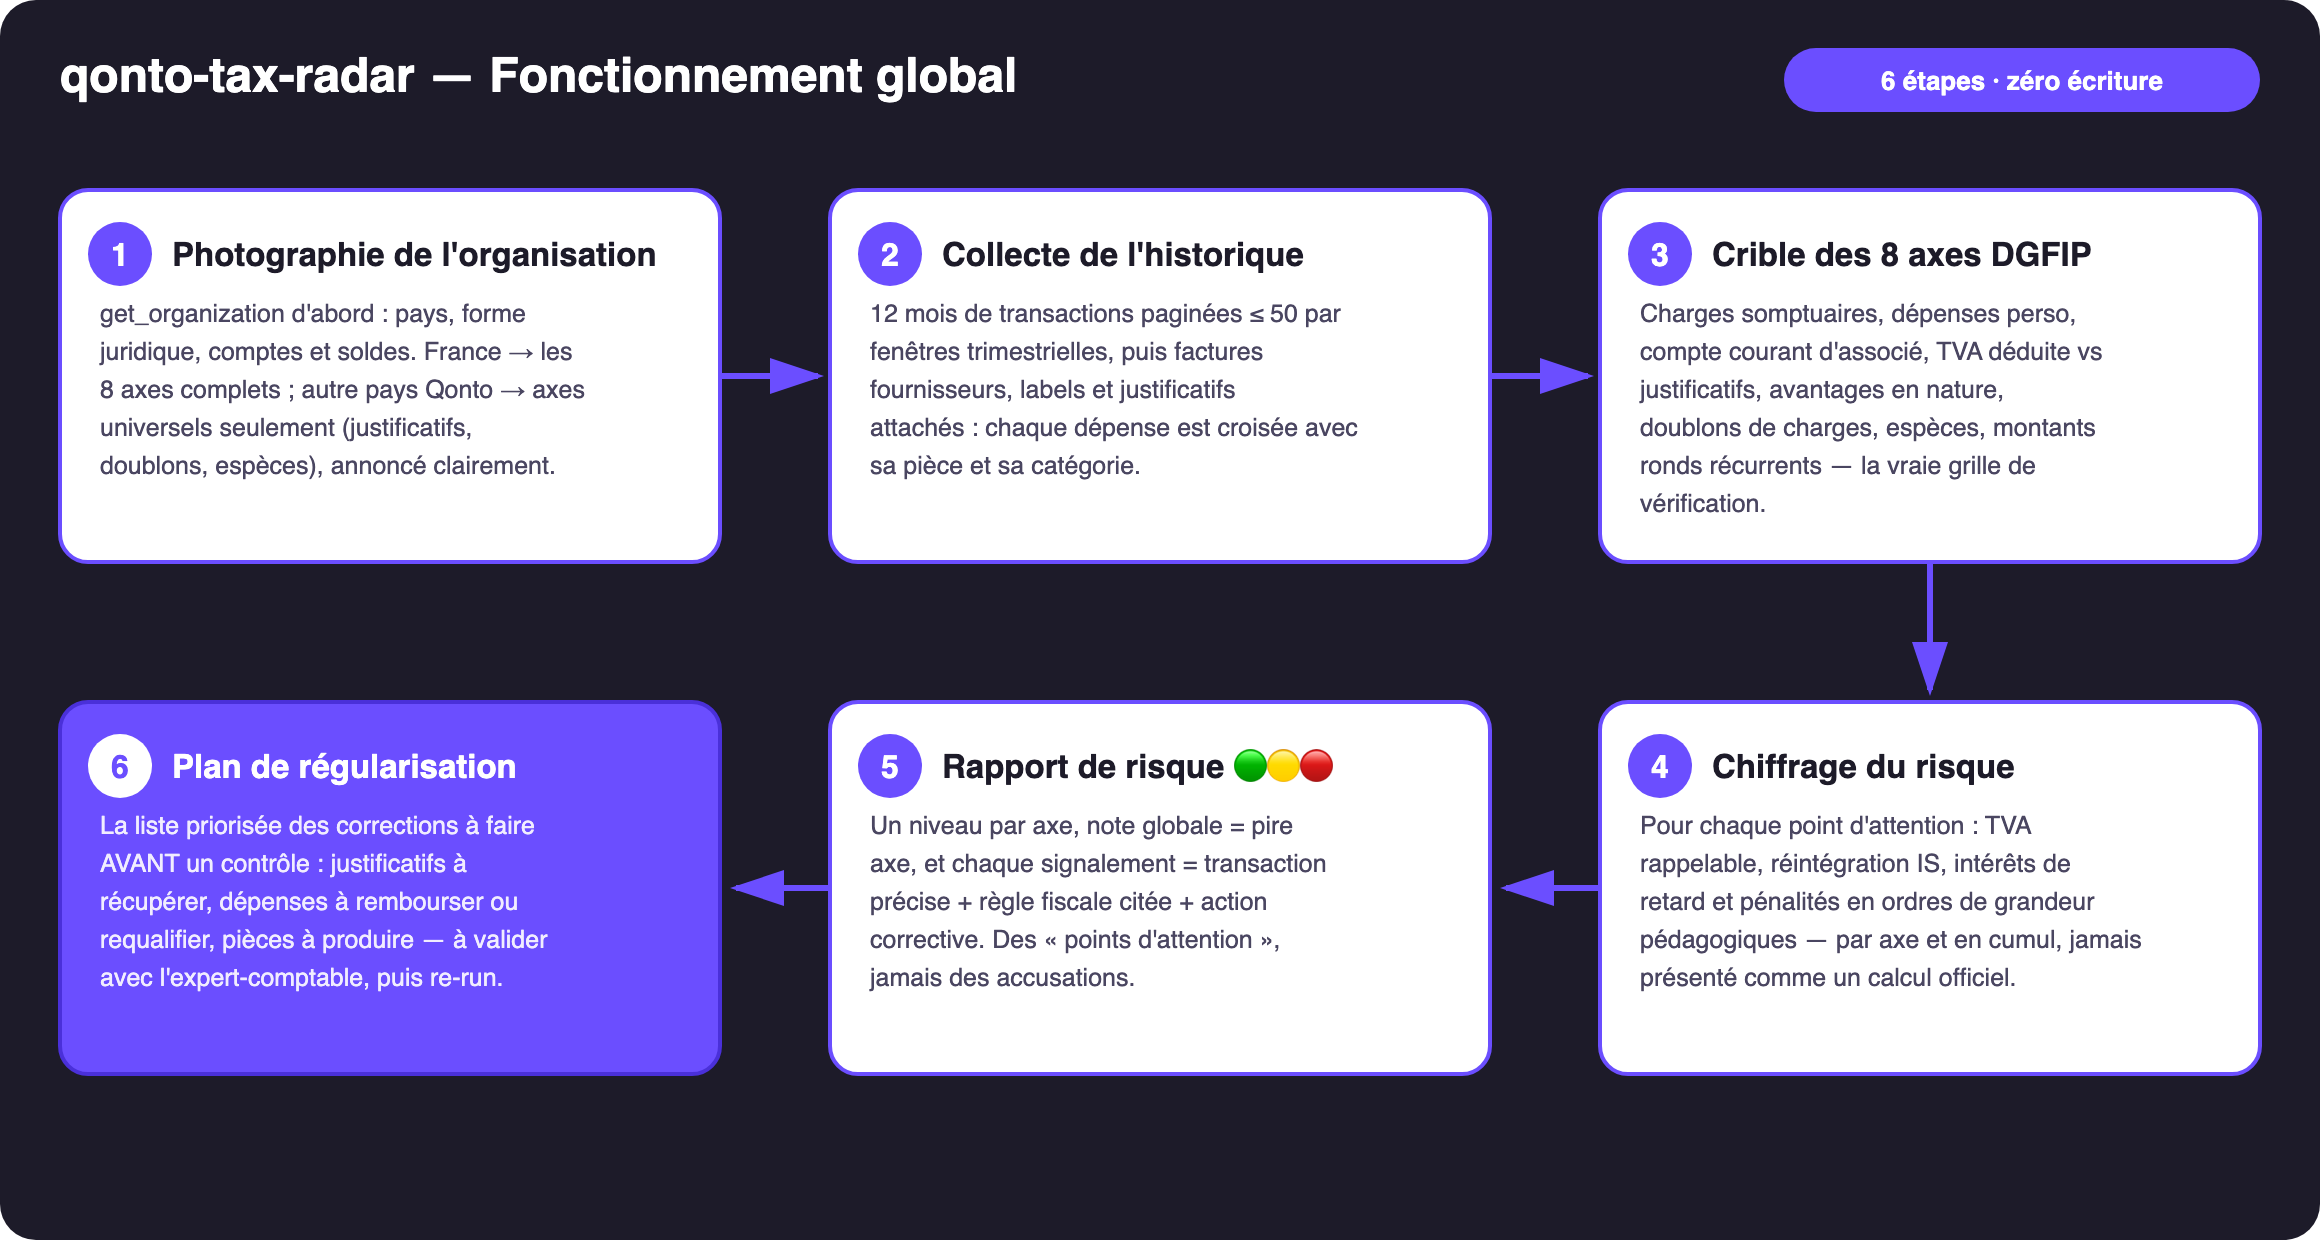 qonto-tax-radar — Fonctionnement global
6 étapes · zéro écriture
1 Photographie de l'organisation
get_organization d'abord : pays, forme
juridique, comptes et soldes. France → les
8 axes complets ; autre pays Qonto → axes
universels seulement (justificatifs,
doublons, espèces), annoncé clairement.
2 Collecte de l'historique
12 mois de transactions paginées ≤ 50 par
fenêtres trimestrielles, puis factures
fournisseurs, labels et justificatifs
attachés : chaque dépense est croisée avec
sa pièce et sa catégorie.
3 Crible des 8 axes DGFIP
Charges somptuaires, dépenses perso,
compte courant d'associé, TVA déduite vs
justificatifs, avantages en nature,
doublons de charges, espèces, montants
ronds récurrents — la vraie grille de
vérification.
4 Chiffrage du risque
Pour chaque point d'attention : TVA
rappelable, réintégration IS, intérêts de
retard et pénalités en ordres de grandeur
pédagogiques — par axe et en cumul, jamais
présenté comme un calcul officiel.
5 Rapport de risque
Un niveau par axe, note globale = pire
axe, et chaque signalement = transaction
précise + règle fiscale citée + action
corrective. Des « points d'attention »,
jamais des accusations.
6 Plan de régularisation
La liste priorisée des corrections à faire
AVANT un contrôle : justificatifs à
récupérer, dépenses à rembourser ou
requalifier, pièces à produire — à valider
avec l'expert-comptable, puis re-run.